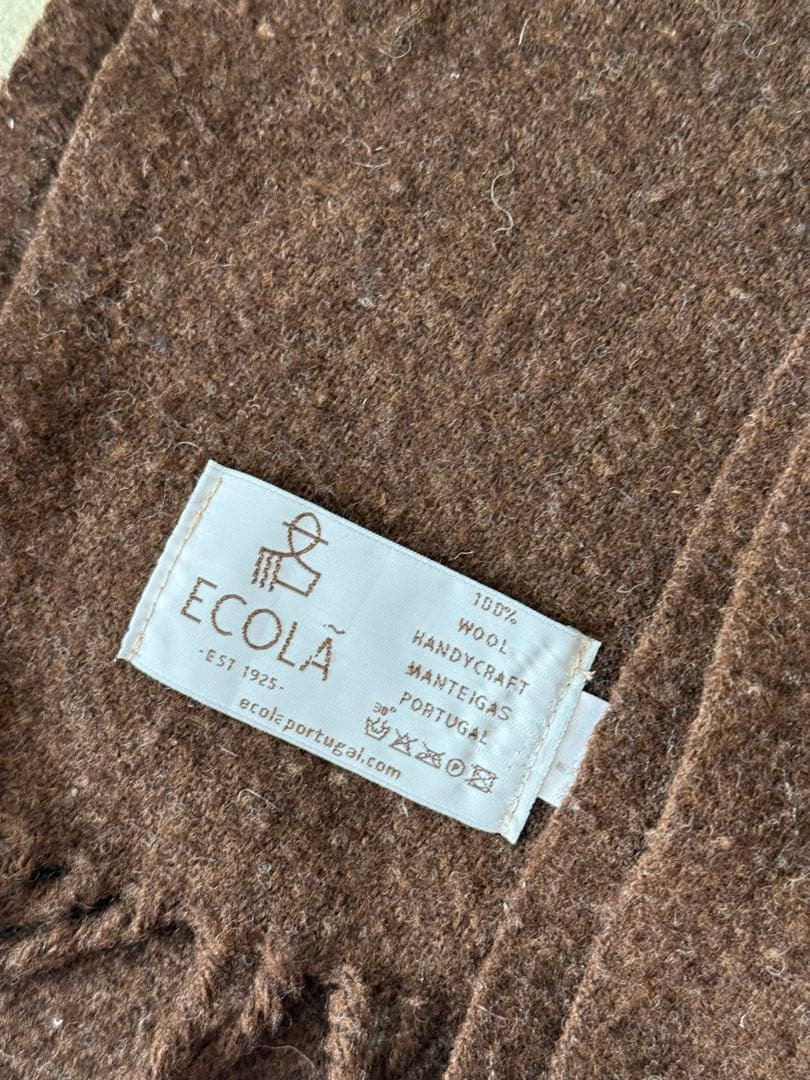 ECOLÃ
-EST 1925-
ecolaportugal.com
100%
WOOL
HANDYCRAFT
MANTEIGAS
PORTUGAL
30°
P